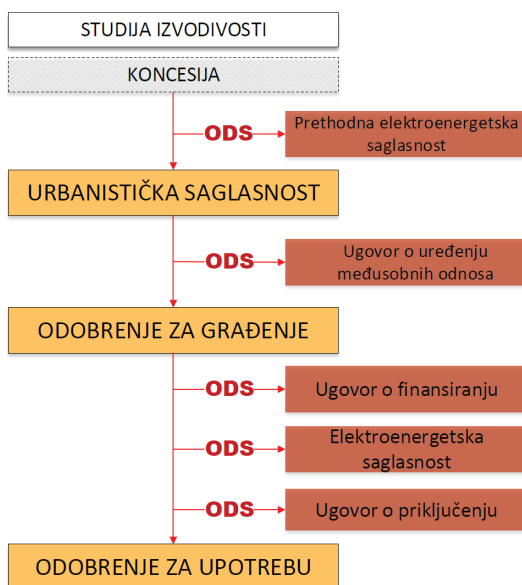 STUDIJA IZVODIVOSTI
KONCESIJA
ODS
Prethodna elektroenergetska
saglasnost
URBANISTIČKA SAGLASNOST
ODS
Ugovor o uređenju
međusobnih odnosa
ODOBRENJE ZA GRAĐENJE
ODS
Ugovor o finansiranju
ODS
Elektroenergetska
saglasnost
ODS
Ugovor o priključenju
ODOBRENJE ZA UPOTREBU